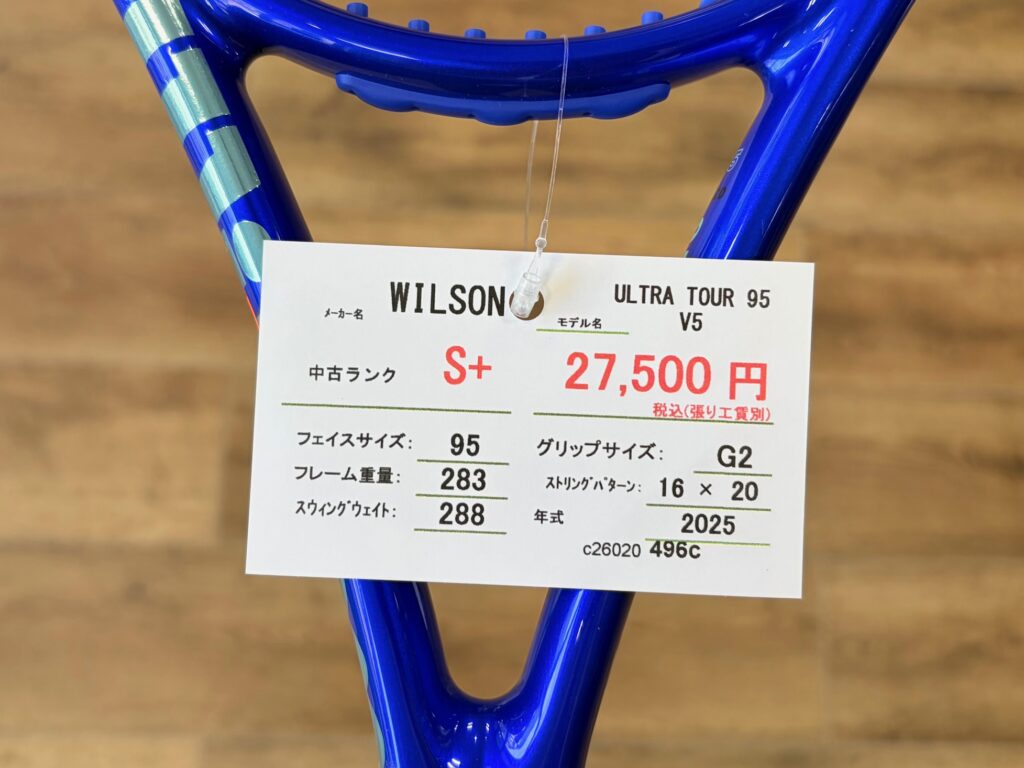 メーカー名 WILSON
モデル名 ULTRA TOUR 95 V5
中古ランク S+
27,500 円
税込(張り工賃別)
フェイスサイズ: 95
グリップサイズ: G2
フレーム重量: 283
ストリングパターン: 16 × 20
スウィングウェイト: 288
年式 2025
c26020 496c